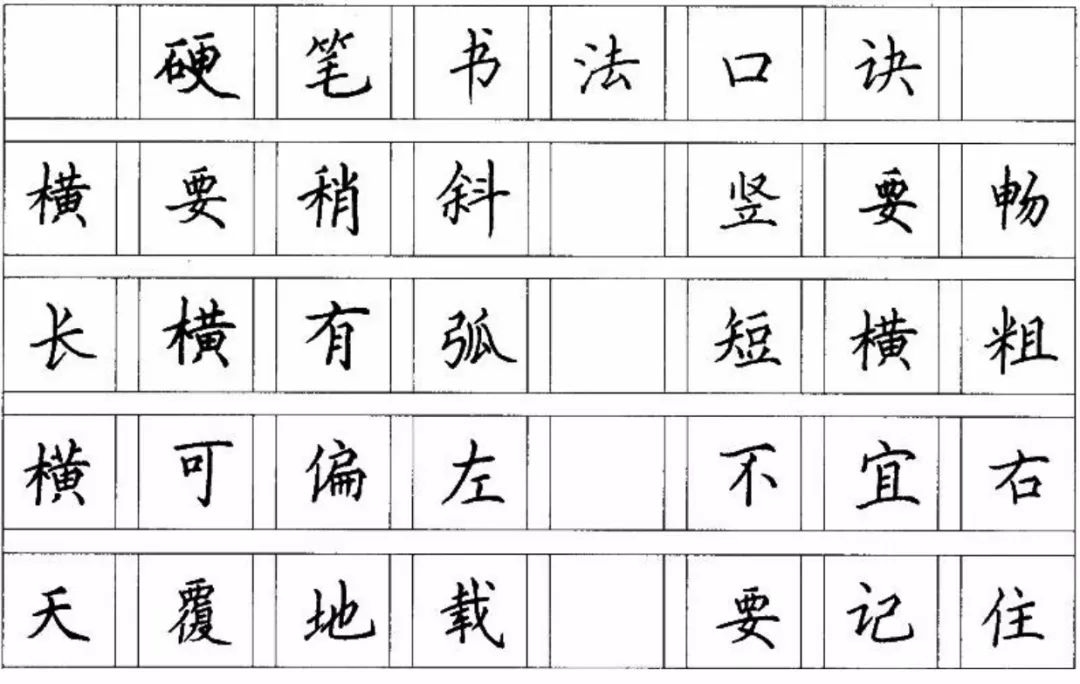 硬笔书法口诀
横要稍斜 竖要畅
长横有弧 短横粗
横可偏左 不宜右
天覆地载 要记住